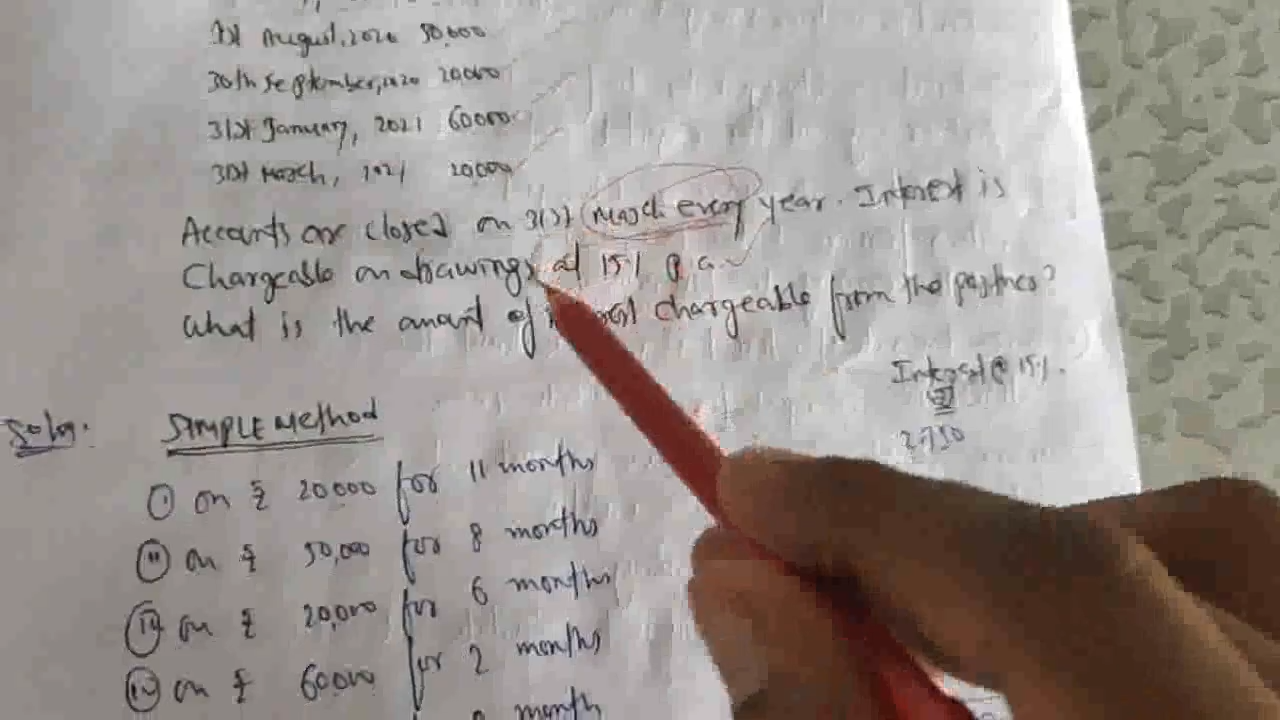 1st August, 2020 50,000
30th September, 2020 20000
31st January, 2021 60000
31st March, 2021 20,000
Accounts are closed on 31st March every year. Interest is
Chargeable on drawings at 15% p.a.
What is the amount of chargeable from the partner?
Interest @ 15%.
2750
Soln. SIMPLE METHOD
(i) on ₹ 20000 for 11 months
(ii) on ₹ 50,000 for 8 months
(iii) on ₹ 20,000 for 6 months
(iv) on ₹ 60000 for 2 months
month